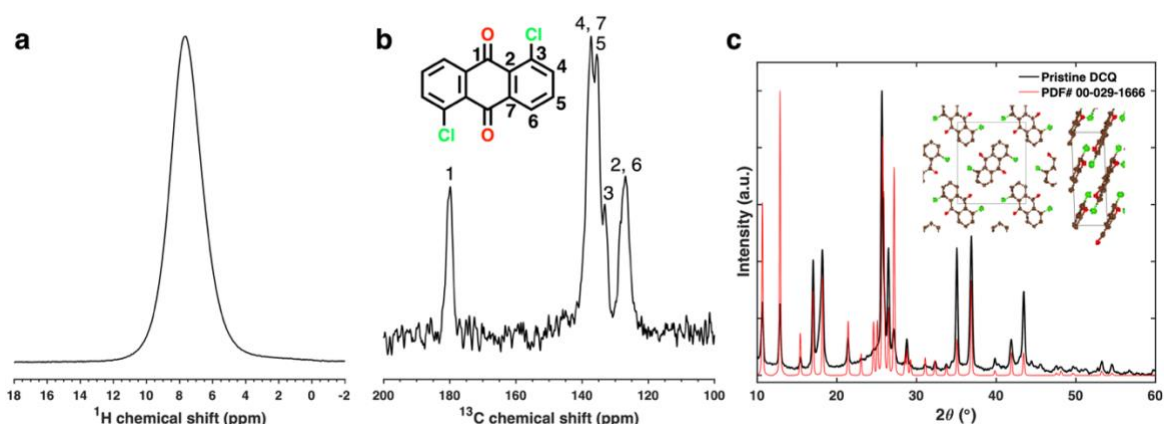 a
18 16 14 12 10 8 6 4 2 0 -2
1H chemical shift (ppm)
b
O
Cl
1
2
3
4
5
7
6
Cl
O
4, 7
5
1
3
2, 6
200 180 160 140 120 100
13C chemical shift (ppm)
c
Pristine DCQ
PDF# 00-029-1666
Intensity (a.u.)
10 20 30 40 50 60
2θ (°)